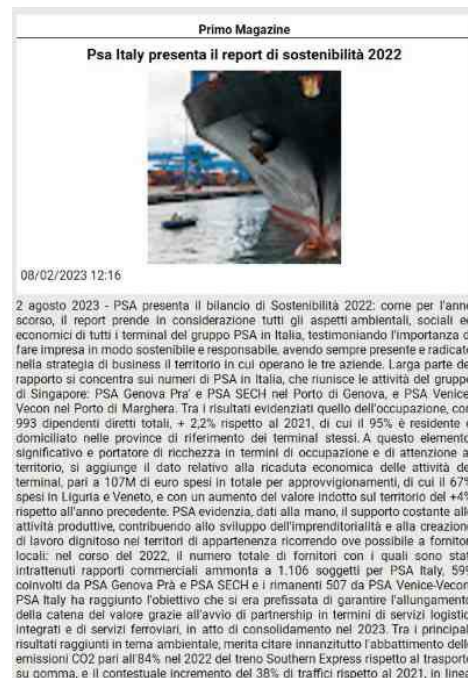 Primo Magazine
Psa Italy presenta il report di sostenibilità 2022
08/02/2023 12:16
2 agosto 2023 - PSA presenta il bilancio di Sostenibilità 2022: come per l'anno
scorso, il report prende in considerazione tutti gli aspetti ambientali, sociali ed
economici di tutti i terminal del gruppo PSA in Italia, testimoniando l'importanza d
fare impresa in modo sostenibile e responsabile, avendo sempre presente e radicato
nella strategia di business il territorio in cui operano le tre aziende. Larga parte de
rapporto si concentra sui numeri di PSA in Italia, che riunisce le attività del gruppo
di Singapore: PSA Genova Pra' e PSA SECH nel Porto di Genova, e PSA Venice
Vecon nel Porto di Marghera. Tra i risultati evidenziati quello dell'occupazione, con
993 dipendenti diretti totali, + 2,2% rispetto al 2021, di cui il 95% è residente o
domiciliato nelle province di riferimento dei terminal stessi. A questo elemento
significativo e portatore di ricchezza in termini di occupazione e di attenzione al
territorio, si aggiunge il dato relativo alla ricaduta economica delle attività de
terminal, pari a 107M di euro spesi in totale per approvvigionamenti, di cui il 67%
spesi in Liguria e Veneto, e con un aumento del valore indotto sul territorio del +4%
rispetto all'anno precedente. PSA evidenzia, dati alla mano, il supporto costante alle
attività produttive, contribuendo allo sviluppo dell'imprenditorialità e alla creazione
di lavoro dignitoso nei territori di appartenenza ricorrendo ove possibile a fornitor
locali: nel corso del 2022, il numero totale di fornitori con i quali sono stat
intrattenuti rapporti commerciali ammonta a 1.106 soggetti per PSA Italy, 599
coinvolti da PSA Genova Prà e PSA SECH e i rimanenti 507 da PSA Venice-Vecon
PSA Italy ha raggiunto l'obiettivo che si era prefissata di garantire l'allungamento
della catena del valore grazie all'avvio di partnership in termini di servizi logistic
integrati e di servizi ferroviari, in atto di consolidamento nel 2023. Tra i principal
risultati raggiunti in tema ambientale, merita citare innanzitutto l'abbattimento delle
emissioni CO2 pari all'84% nel 2022 del treno Southern Express rispetto al trasporto
su gomma, e il contestuale incremento del 38% di traffici rispetto al 2021, in linea